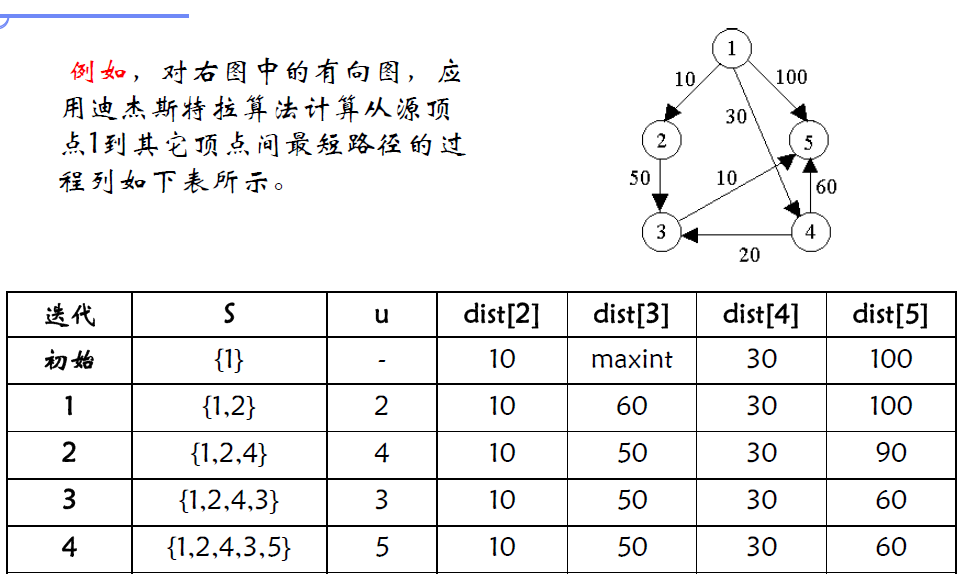 例如，对右图中的有向图，应
用迪杰斯特拉算法计算从源顶
点1到其它顶点间最短路径的过
程列如下表所示。
1
10
100
30
2
5
50
10
60
3
4
20
迭代 S u dist[2] dist[3] dist[4] dist[5]
初始 {1} - 10 maxint 30 100
1 {1,2} 2 10 60 30 100
2 {1,2,4} 4 10 50 30 90
3 {1,2,4,3} 3 10 50 30 60
4 {1,2,4,3,5} 5 10 50 30 60